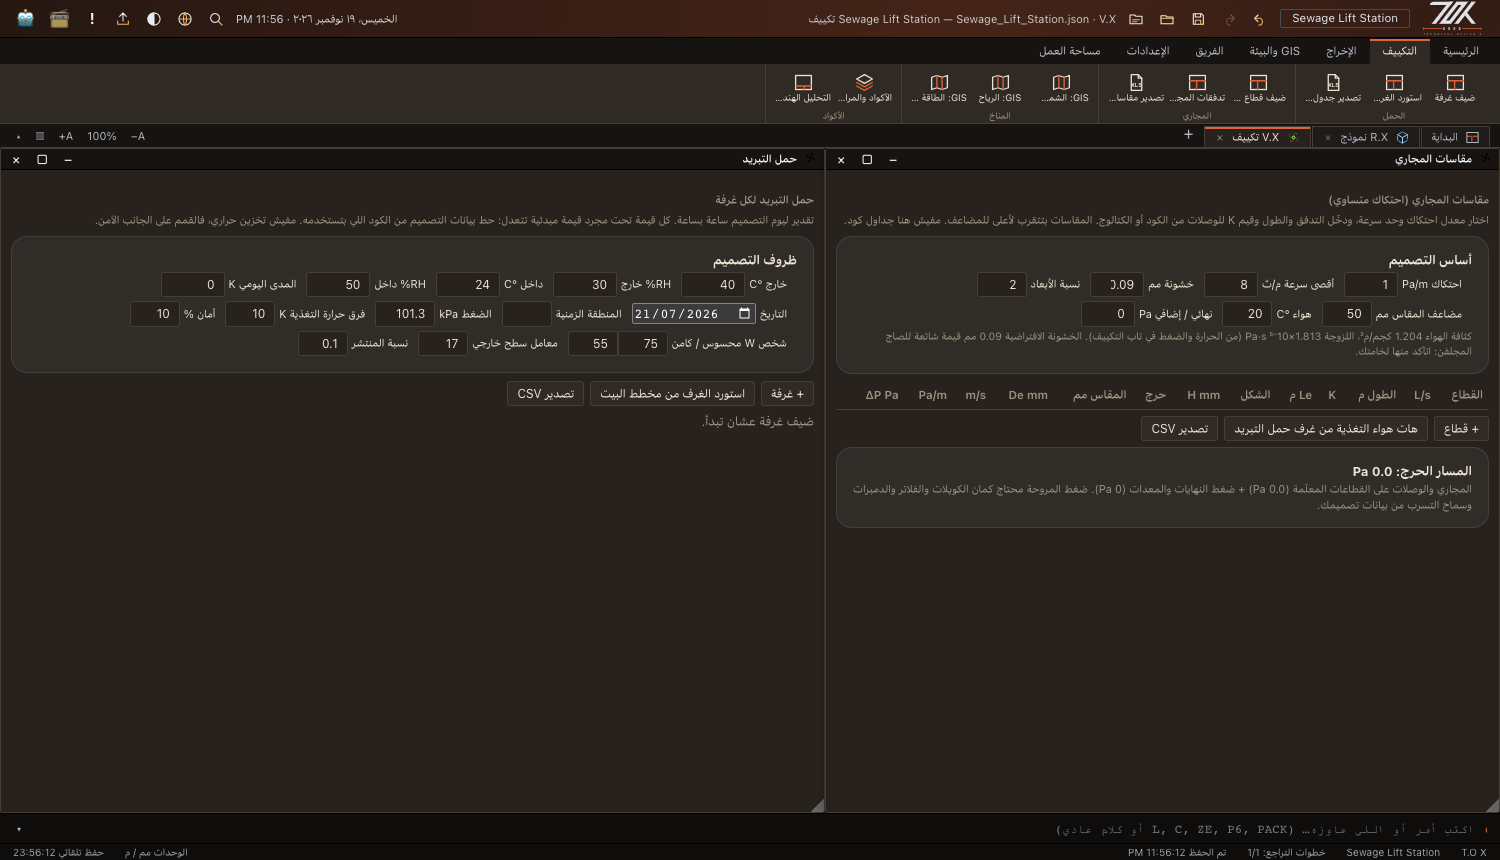 Sewage Lift Station
Sewage Lift Station — Sewage_Lift_Station.json · V.X تكييف
الخميس، ١٩ نوفمبر ٢٠٢٦ · 11:56 PM
الرئيسية
التكييف
الإخراج
GIS والبيئة
الفريق
الإعدادات
مساحة العمل
ضيف غرفة
استورد الغر...
تصدير جدول...
الحمل
ضيف قطاع ...
تدفقات المج...
تصدير مقاسا...
المجاري
GIS: الشم...
GIS: الرياح
GIS: الطاقة ...
المناخ
الأكواد والمرا...
التحليل الهند...
الأكواد
البداية
R.X نموذج ×
V.X تكييف ×
+
A−
100%
A+
مقاسات المجاري
مقاسات المجاري (احتكاك متساوي)
اختار معدل احتكاك وحد سرعة، ودخّل التدفق والطول وقيم K للوصلات من الكود أو الكتالوج. المقاسات بتتقرب لأعلى للمضاعف. مفيش هنا جداول كود.
أساس التصميم
احتكاك Pa/m 1
أقصى سرعة م/ث 8
خشونة مم 0.09
نسبة الأبعاد 2
مضاعف المقاس مم 50
هواء °C 20
نهائي / إضافي Pa 0
كثافة الهواء 1.204 كجم/م³، اللزوجة 1.813×10⁻⁵ Pa·s (من الحرارة والضغط في تاب التكييف). الخشونة الافتراضية 0.09 مم قيمة شائعة للصاج
المجلفن: اتأكد منها لخامتك.
القطاع L/s الطول م K Le م الشكل H mm حرج المقاس مم De mm m/s Pa/m ΔP Pa
+ قطاع
هات هواء التغذية من غرف حمل التبريد
تصدير CSV
المسار الحرج: 0.0 Pa
المجاري والوصلات على القطاعات المعلّمة (0.0 Pa) + ضغط النهايات والمعدات (0 Pa). ضغط المروحة محتاج كمان الكويلات والفلاتر والدمبرات
وسماح التسرب من بيانات تصميمك.
حمل التبريد
حمل التبريد لكل غرفة
تقدير ليوم التصميم ساعة بساعة. كل قيمة تحت مجرد قيمة مبدئية تتعدل: حط بيانات التصميم من الكود اللي بتستخدمه. مفيش تخزين حراري، فالقمم على الجانب الآمن.
ظروف التصميم
خارج °C 40
RH% خارج 30
داخل °C 24
RH% داخل 50
المدى اليومي K 0
التاريخ 21/07/2026
المنطقة الزمنية
الضغط kPa 101.3
فرق حرارة التغذية K 10
أمان % 10
شخص W محسوس / كامن 75 55
معامل سطح خارجي 17
نسبة المنتشر 0.1
+ غرفة
استورد الغرف من مخطط البيت
تصدير CSV
ضيف غرفة عشان نبدأ.
اكتب أمر أو اللي عاوزه… (L, C, ZE, P6, PACK أو كلام عادي)
T.O X
Sewage Lift Station
خطوات التراجع: 1/1
تم الحفظ 11:56:12 PM
الوحدات مم / م
حفظ تلقائي 23:56:12